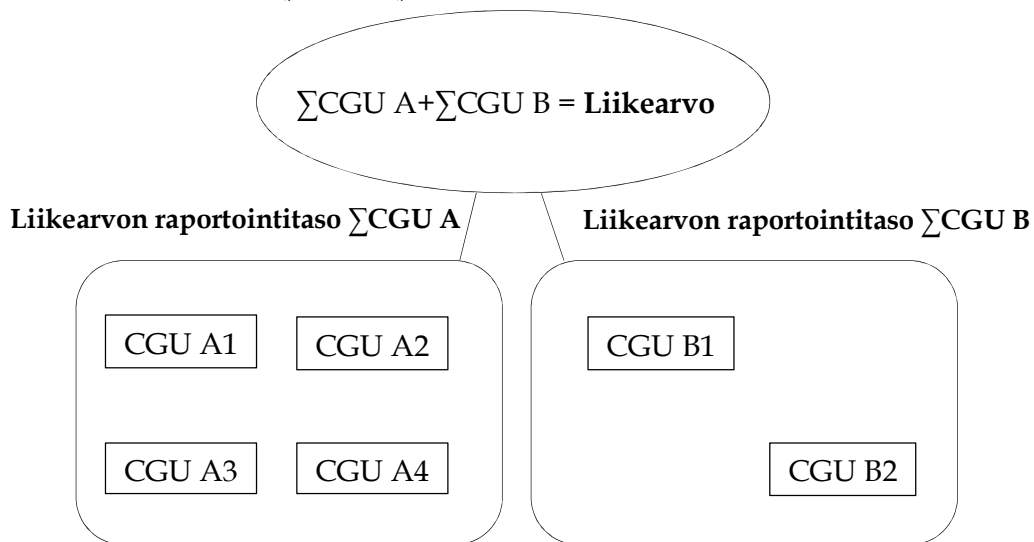 ∑CGU A+∑CGU B = Liikearvo
Liikearvon raportointitaso ∑CGU A
Liikearvon raportointitaso ∑CGU B
CGU A1
CGU A2
CGU B1
CGU A3
CGU A4
CGU B2